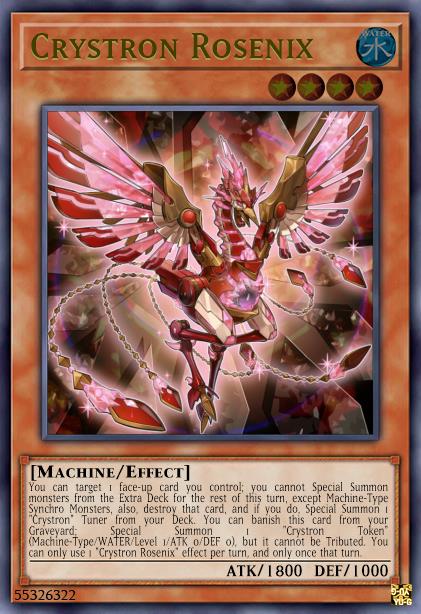 CRYSTRON ROSENIX
WATER
水
[MACHINE/EFFECT]
You can target 1 face-up card you control; you cannot Special Summon
monsters from the Extra Deck for the rest of this turn, except Machine-Type
Synchro Monsters, also, destroy that card, and if you do, Special Summon 1
"Crystron" Tuner from your Deck. You can banish this card from your
Graveyard; Special Summon 1 "Crystron Token"
(Machine-Type/WATER/Level 1/ATK 0/DEF 0), but it cannot be Tributed. You
can only use 1 "Crystron Rosenix" effect per turn, and only once that turn.
ATK/1800 DEF/1000
55326322